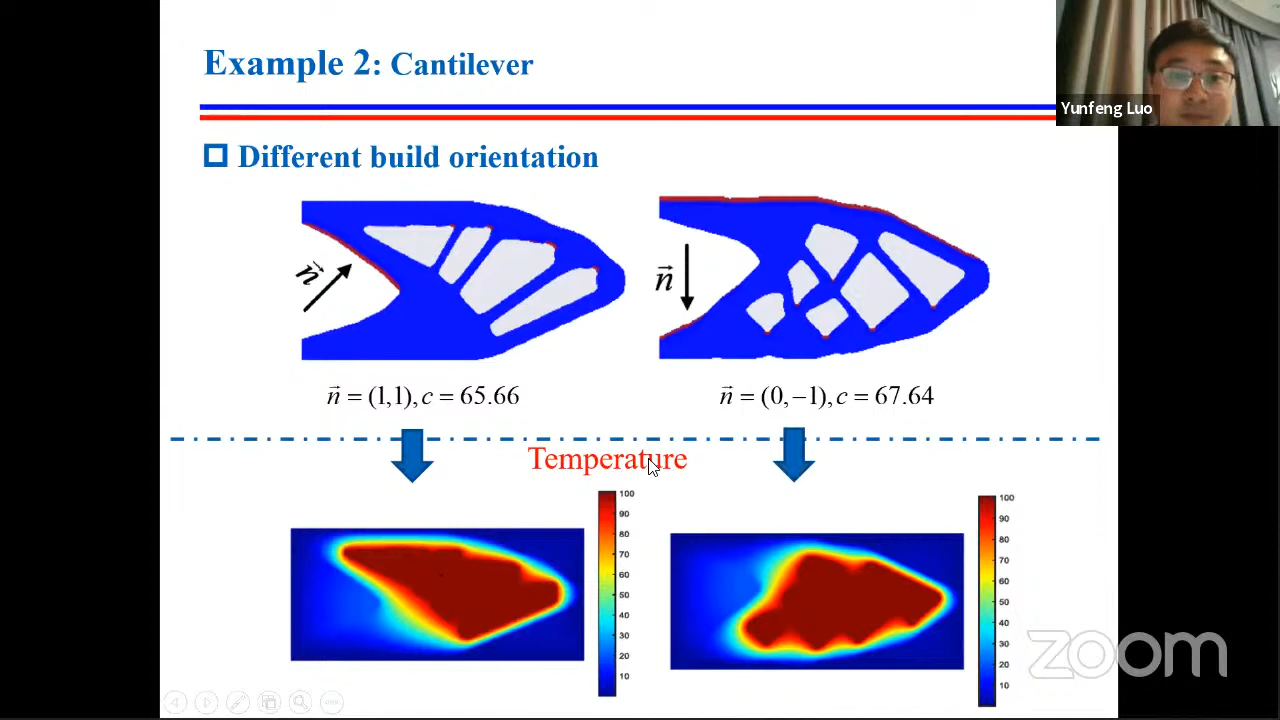 Example 2: Cantilever
Yunfeng Luo
Different build orientation
n⃗
n⃗
n⃗ = (1,1), c = 65.66
n⃗ = (0,−1), c = 67.64
Temperature
100
90
80
70
60
50
40
30
20
10
100
90
80
70
60
50
40
30
20
10
zoom